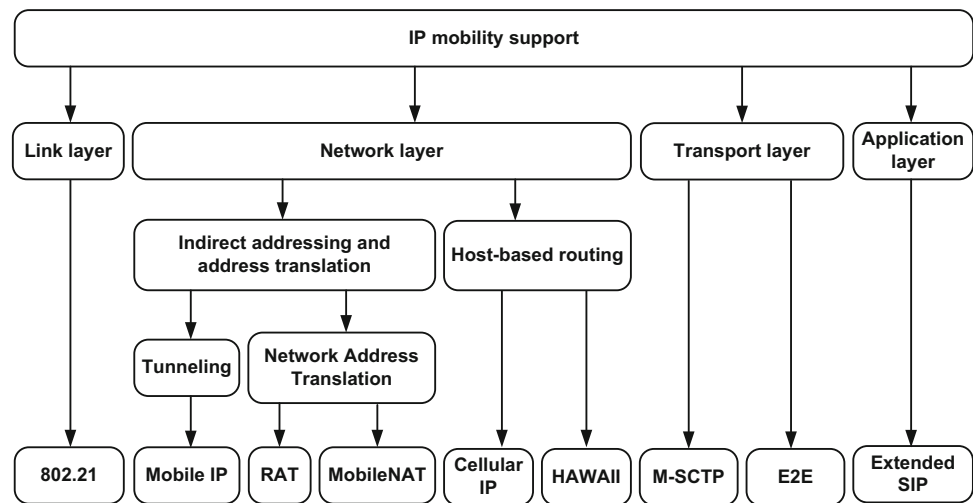 IP mobility support
Link layer
Network layer
Transport layer
Application
layer
Indirect addressing and
address translation
Host-based routing
Tunneling
Network Address
Translation
802.21
Mobile IP
RAT
MobileNAT
Cellular
IP
HAWAII
M-SCTP
E2E
Extended
SIP